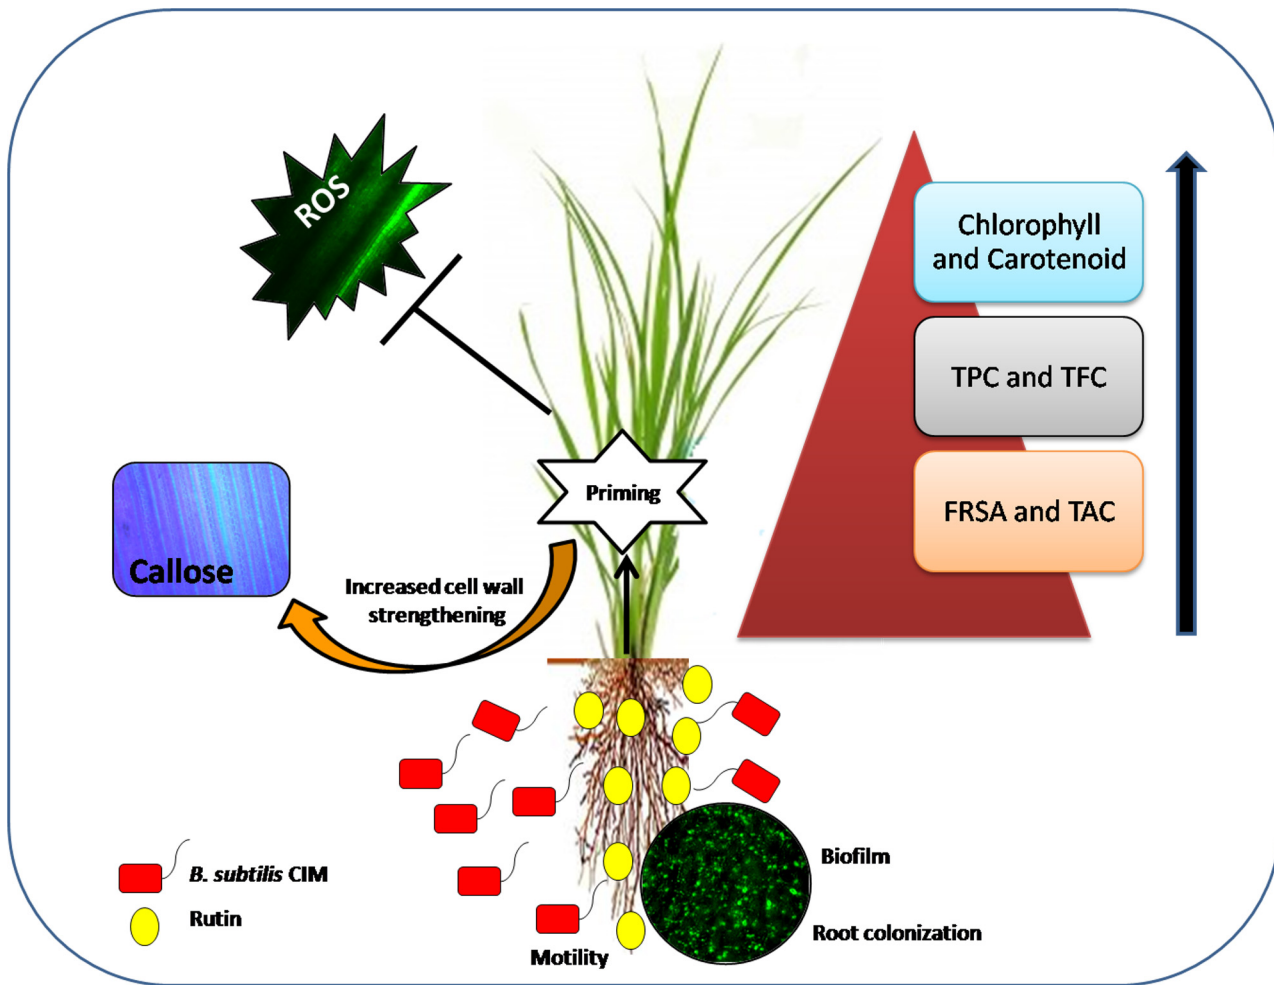 ROS
Chlorophyll
and Carotenoid
TPC and TFC
FRSA and TAC
Priming
Callose
Increased cell wall
strengthening
B. subtilis CIM
Rutin
Biofilm
Root colonization
Motility